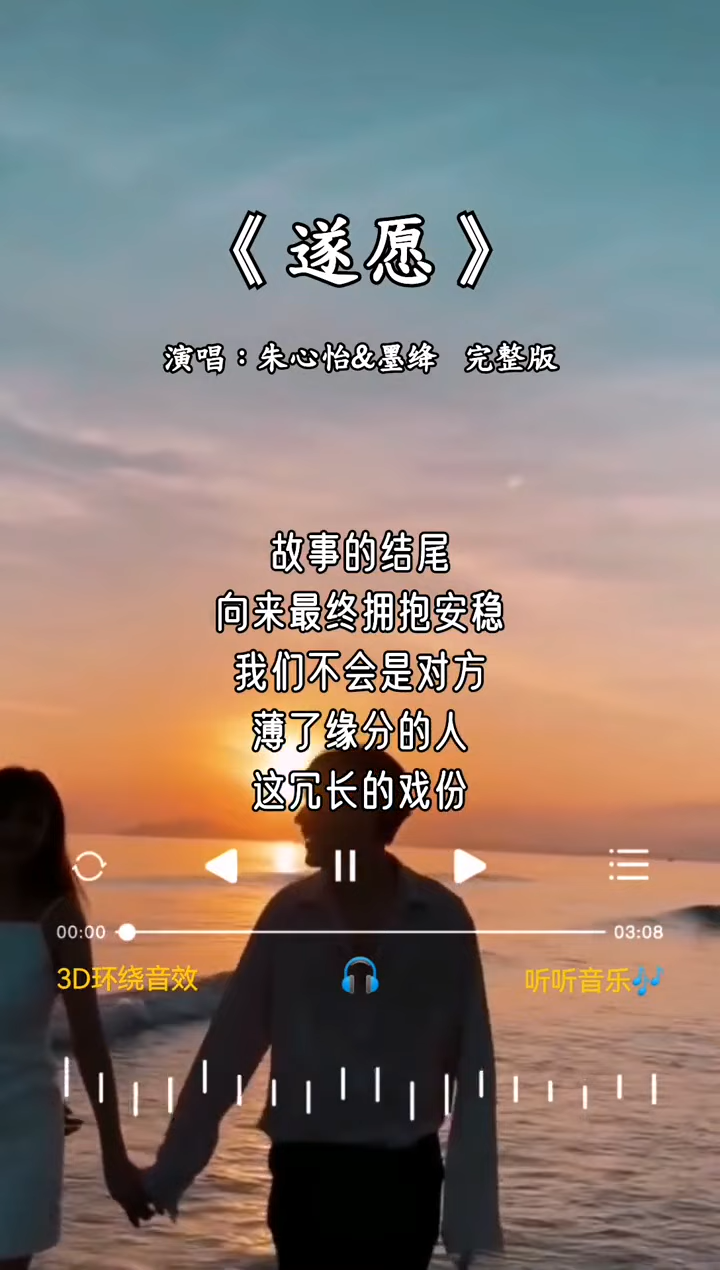 《遂愿》
演唱：朱心怡&墨绛 完整版
故事的结尾
向来最终拥抱安稳
我们不会是对方
薄了缘分的人
这冗长的戏份
00:00 03:08
3D环绕音效 听听音乐